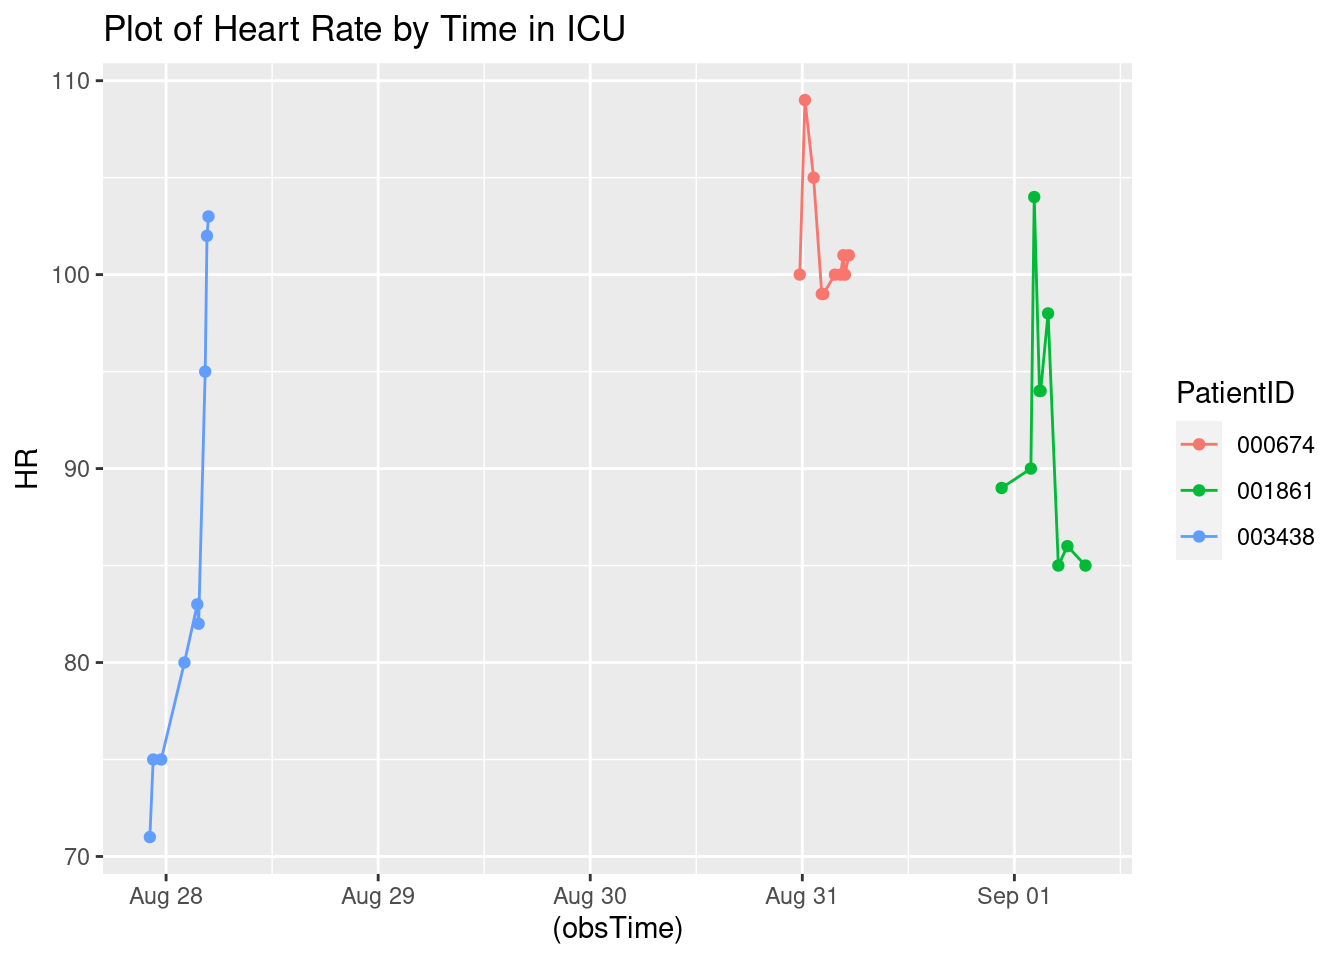 Plot of Heart Rate by Time in ICU
110
100
90
80
70
HR
Aug 28 Aug 29 Aug 30 Aug 31 Sep 01
(obsTime)
PatientID
000674
001861
003438